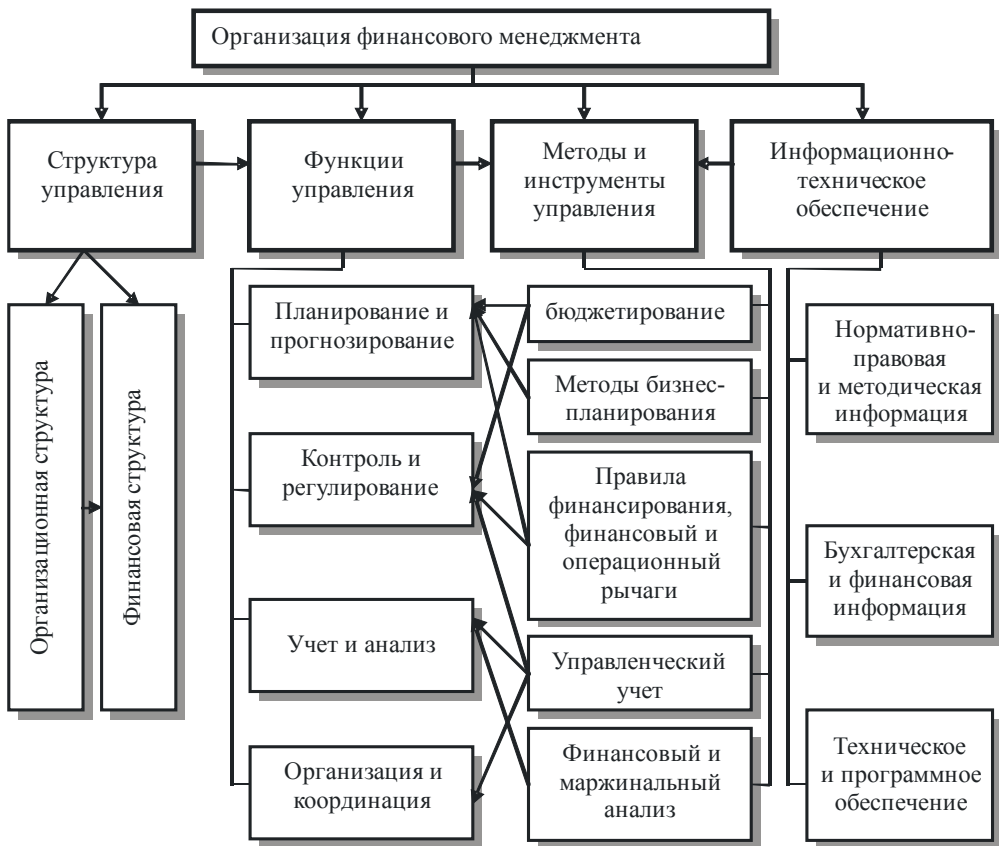 Организация финансового менеджмента
Структура
управления
Функции
управления
Методы и
инструменты
управления
Информационно-
техническое
обеспечение
Организационная структура
Финансовая структура
Планирование и
прогнозирование
Контроль и
регулирование
Учет и анализ
Организация и
координация
бюджетирование
Методы бизнес-
планирования
Правила
финансирования,
финансовый и
операционный
рычаги
Управленческий
учет
Финансовый и
маржинальный
анализ
Нормативно-
правовая
и методическая
информация
Бухгалтерская
и финансовая
информация
Техническое
и программное
обеспечение